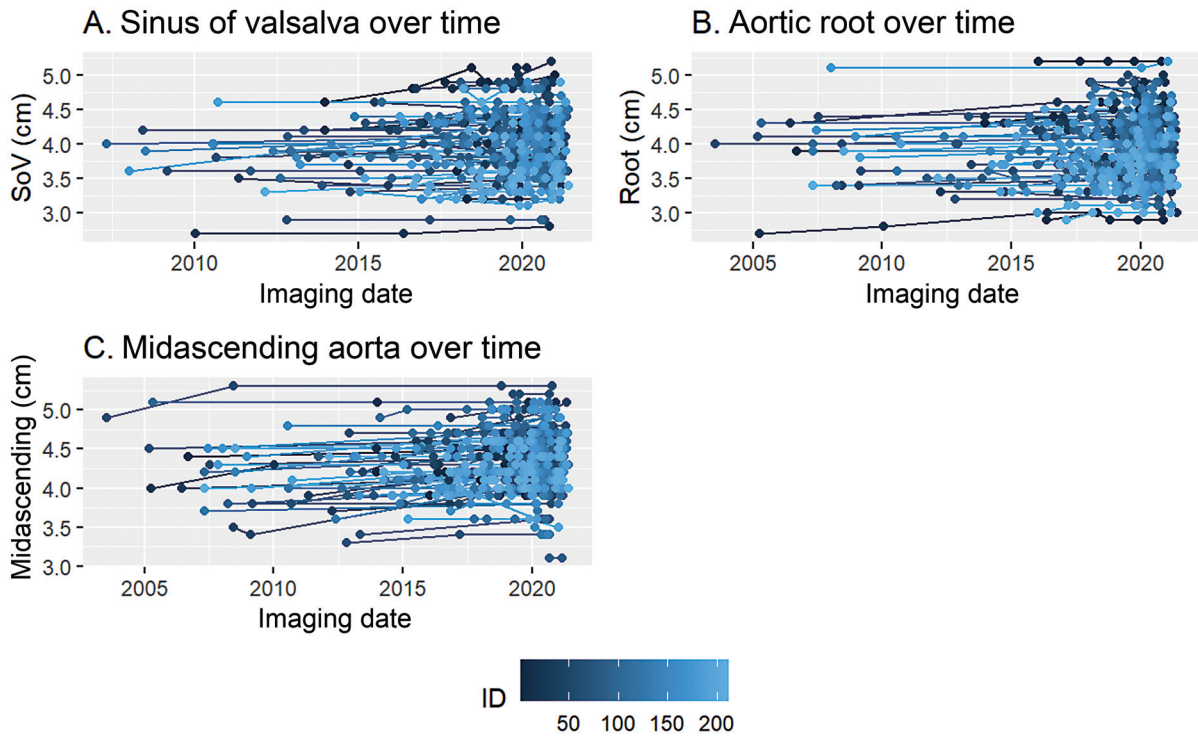 A. Sinus of valsalva over time
SoV (cm)
5.0
4.5
4.0
3.5
3.0
2010 2015 2020
Imaging date
B. Aortic root over time
Root (cm)
5.0
4.5
4.0
3.5
3.0
2005 2010 2015 2020
Imaging date
C. Midascending aorta over time
Midascending (cm)
5.0
4.5
4.0
3.5
3.0
2005 2010 2015 2020
Imaging date
ID
50 100 150 200